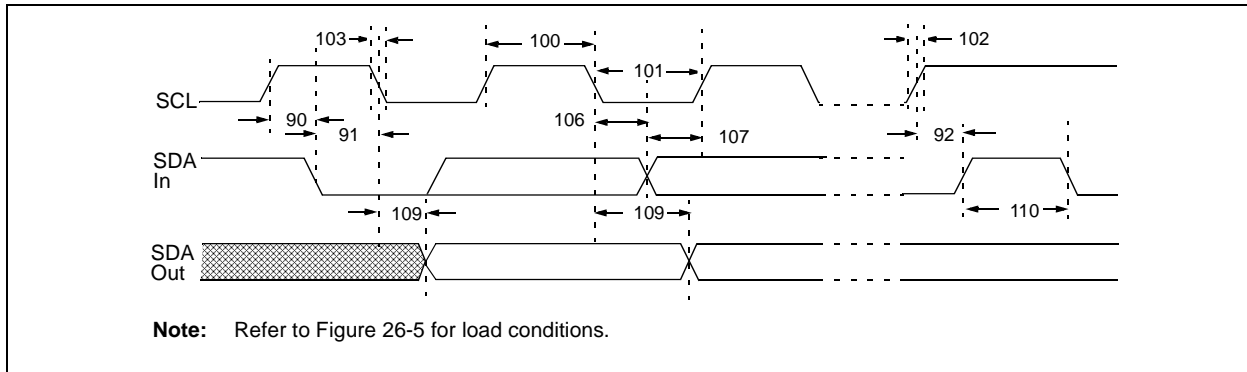 103
100
102
101
SCL
90
91
106
107
92
SDA
In
109
109
110
SDA
Out
Note: Refer to Figure 26-5 for load conditions.